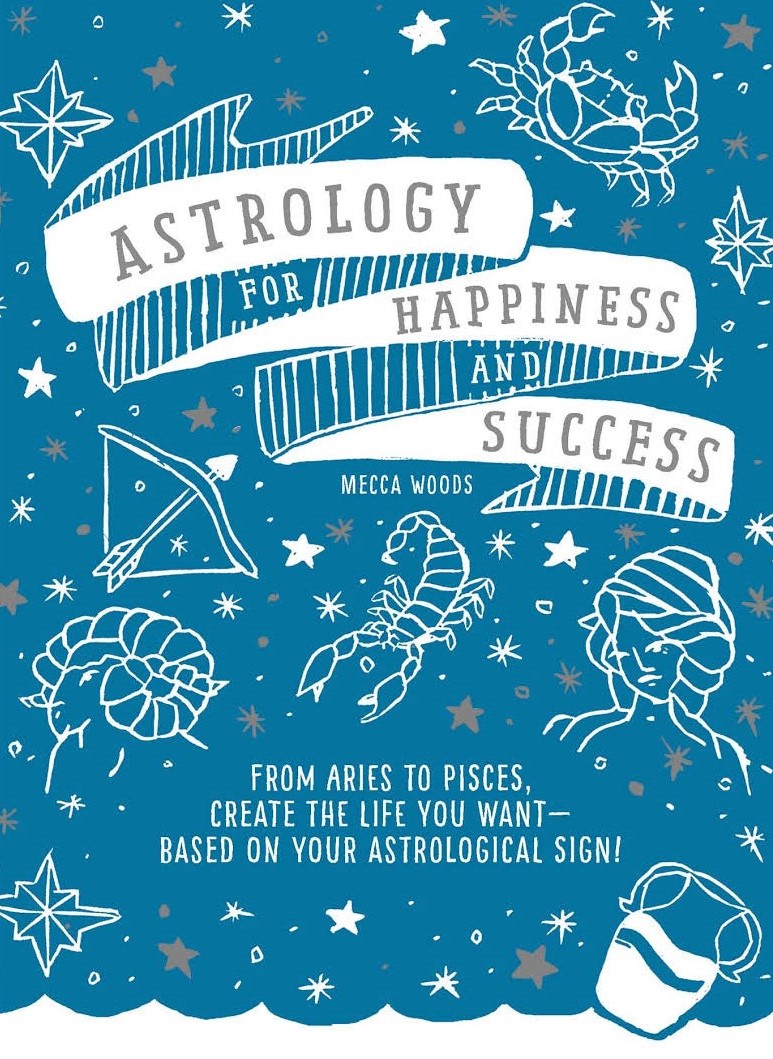 ASTROLOGY
FOR
HAPPINESS
AND
SUCCESS
MECCA WOODS
FROM ARIES TO PISCES,
CREATE THE LIFE YOU WANT—
BASED ON YOUR ASTROLOGICAL SIGN!